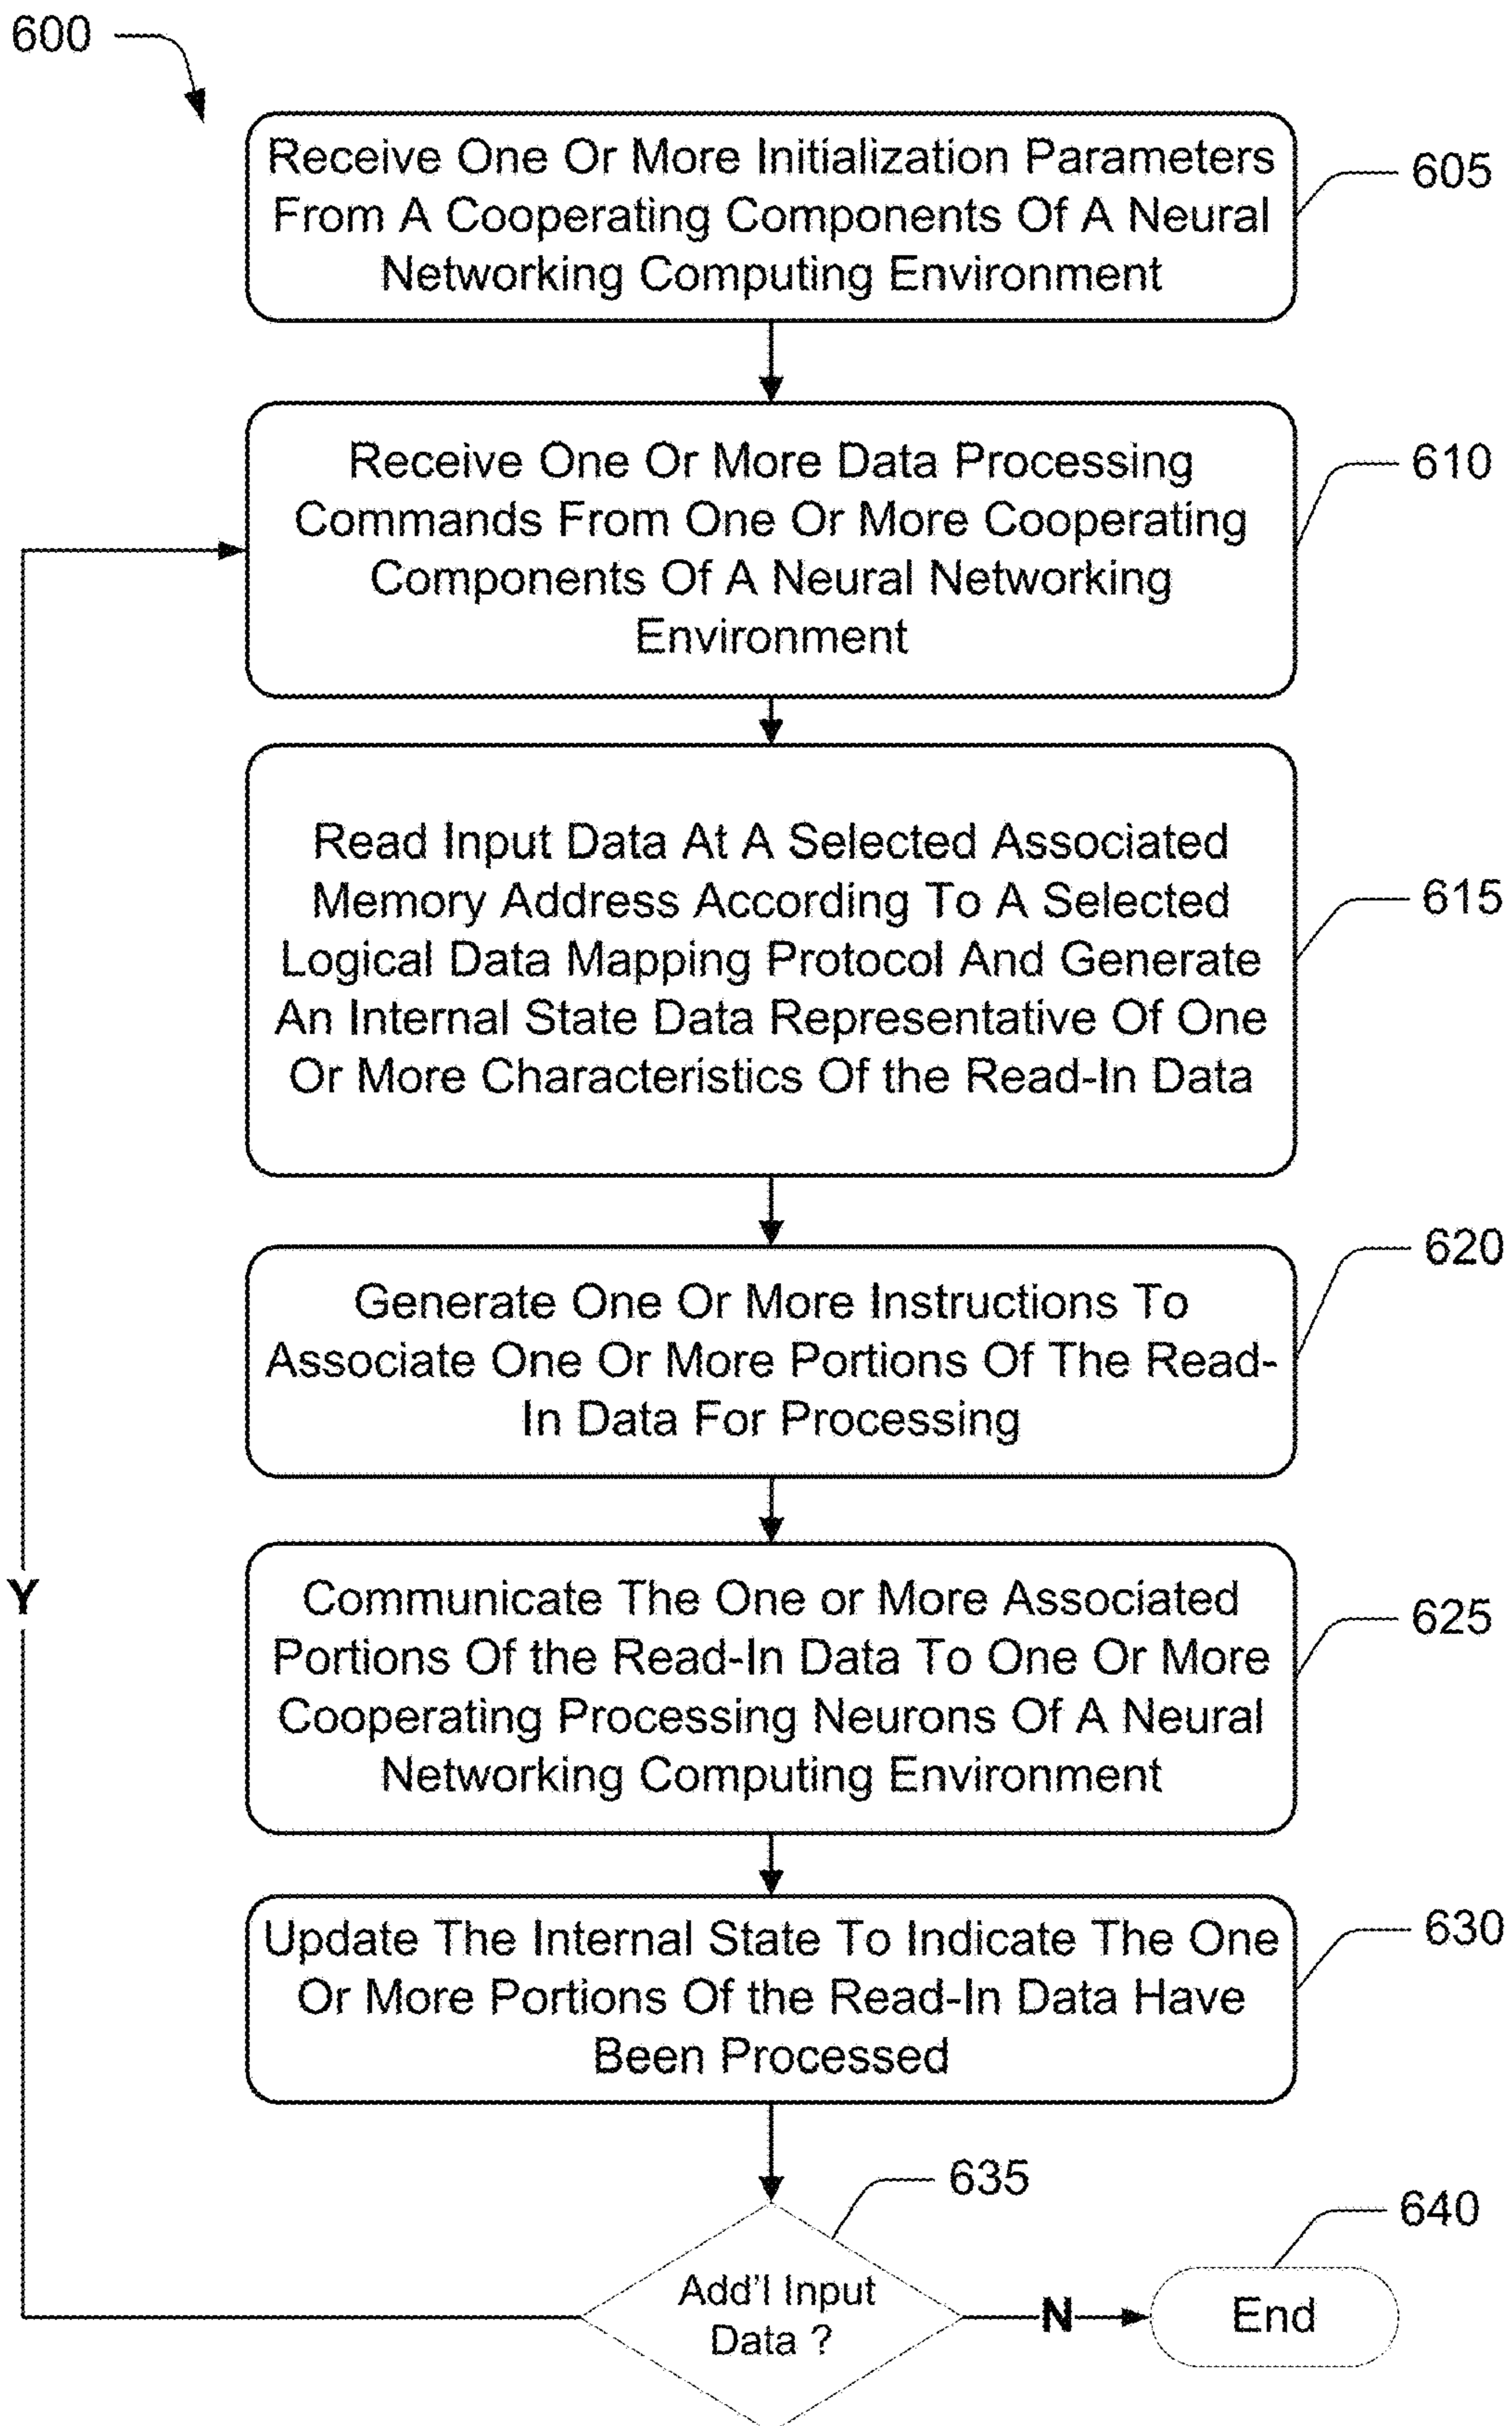 600
Receive One Or More Initialization Parameters
From A Cooperating Components Of A Neural
Networking Computing Environment
605
Receive One Or More Data Processing
Commands From One Or More Cooperating
Components Of A Neural Networking
Environment
610
Read Input Data At A Selected Associated
Memory Address According To A Selected
Logical Data Mapping Protocol And Generate
An Internal State Data Representative Of One
Or More Characteristics Of the Read-In Data
615
Generate One Or More Instructions To
Associate One Or More Portions Of The Read-
In Data For Processing
620
Communicate The One or More Associated
Portions Of the Read-In Data To One Or More
Cooperating Processing Neurons Of A Neural
Networking Computing Environment
625
Y
Update The Internal State To Indicate The One
Or More Portions Of the Read-In Data Have
Been Processed
630
635
Add'l Input
Data ?
N
640
End